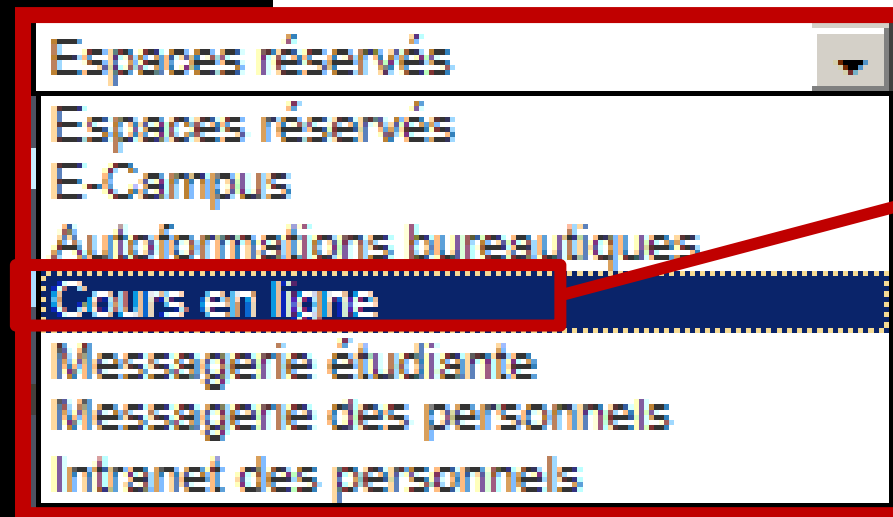 Espaces réservés
Espaces réservés
E-Campus
Autoformations bureautiques
Cours en ligne
Messagerie étudiante
Messagerie des personnels
Intranet des personnels